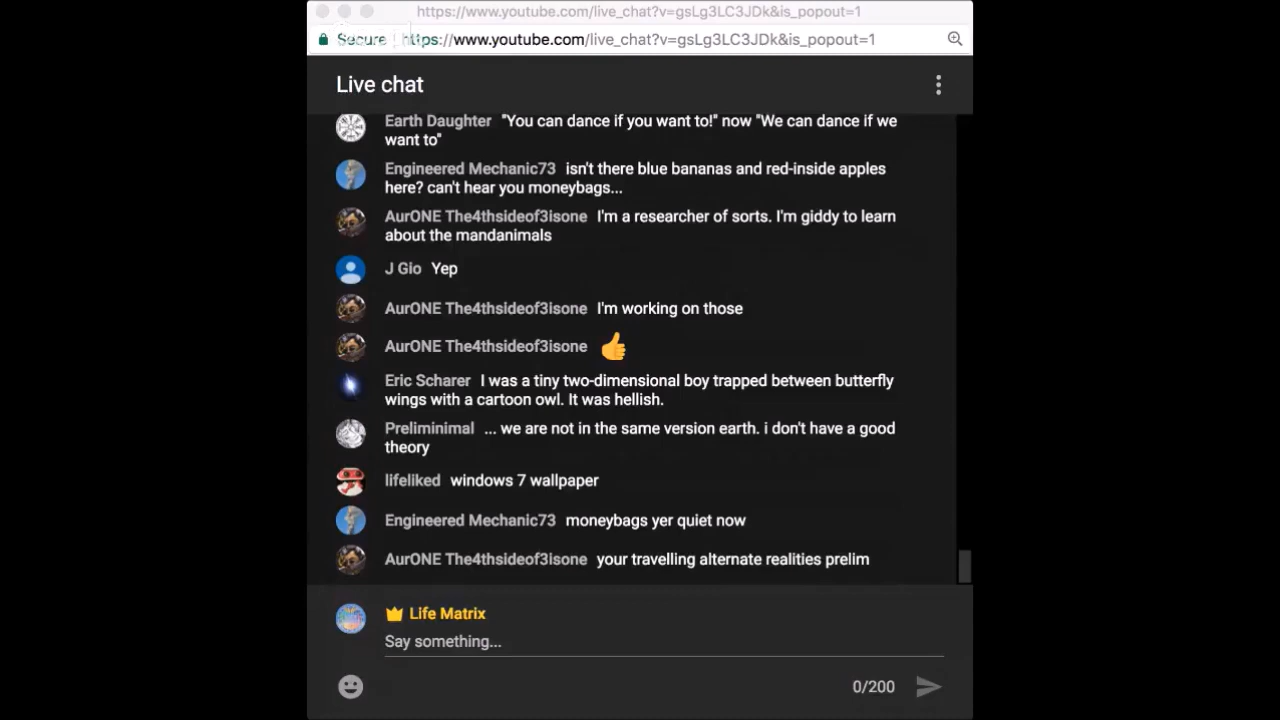 https://www.youtube.com/live_chat?v=gsLg3LC3JDk&is_popout=1
Secure https://www.youtube.com/live_chat?v=gsLg3LC3JDk&is_popout=1
Live chat
Earth Daughter "You can dance if you want to!" now "We can dance if we
want to"
Engineered Mechanic73 isn't there blue bananas and red-inside apples
here? can't hear you moneybags...
AurONE The4thsideof3isone I'm a researcher of sorts. I'm giddy to learn
about the mandanimals
J Gio Yep
AurONE The4thsideof3isone I'm working on those
AurONE The4thsideof3isone 👍
Eric Scharer I was a tiny two-dimensional boy trapped between butterfly
wings with a cartoon owl. It was hellish.
Preliminimal ... we are not in the same version earth. i don't have a good
theory
lifeliked windows 7 wallpaper
Engineered Mechanic73 moneybags yer quiet now
AurONE The4thsideof3isone your travelling alternate realities prelim
Life Matrix
Say something...
0/200